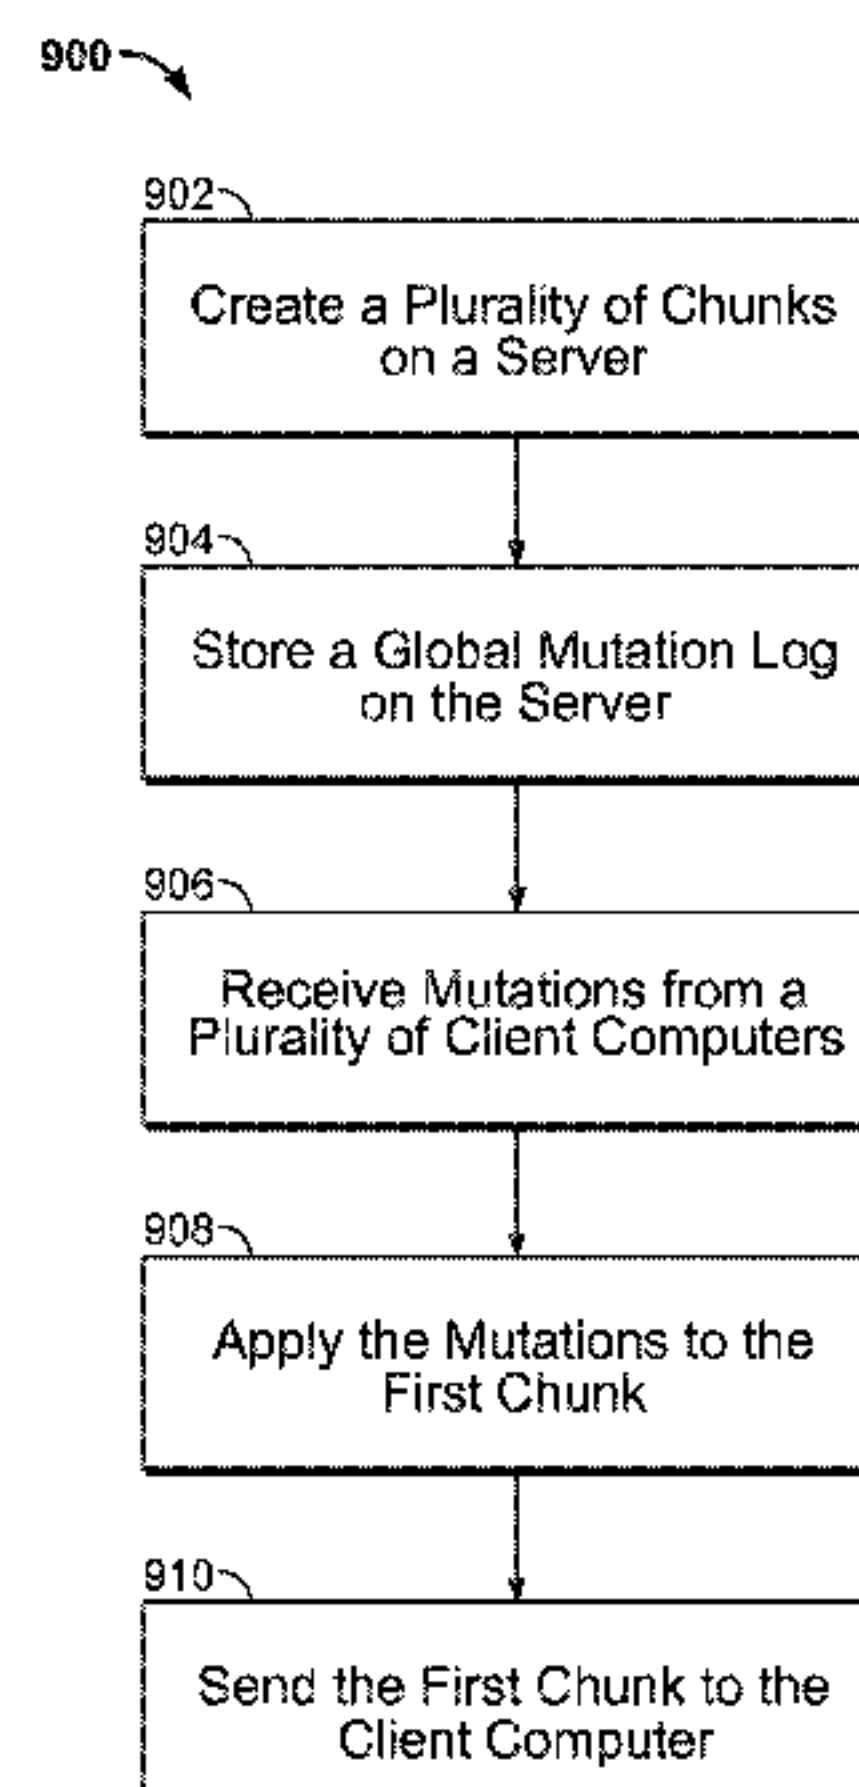 900
902
Create a Plurality of Chunks
on a Server
904
Store a Global Mutation Log
on the Server
906
Receive Mutations from a
Plurality of Client Computers
908
Apply the Mutations to the
First Chunk
910
Send the First Chunk to the
Client Computer